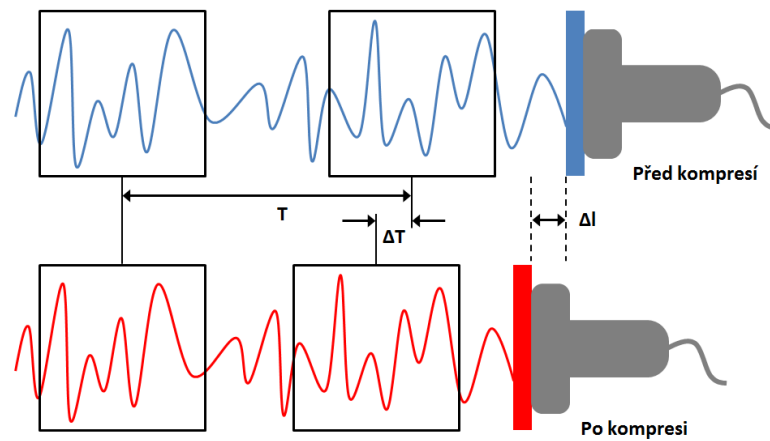 Před kompresí
T
ΔT
Δl
Po kompresi